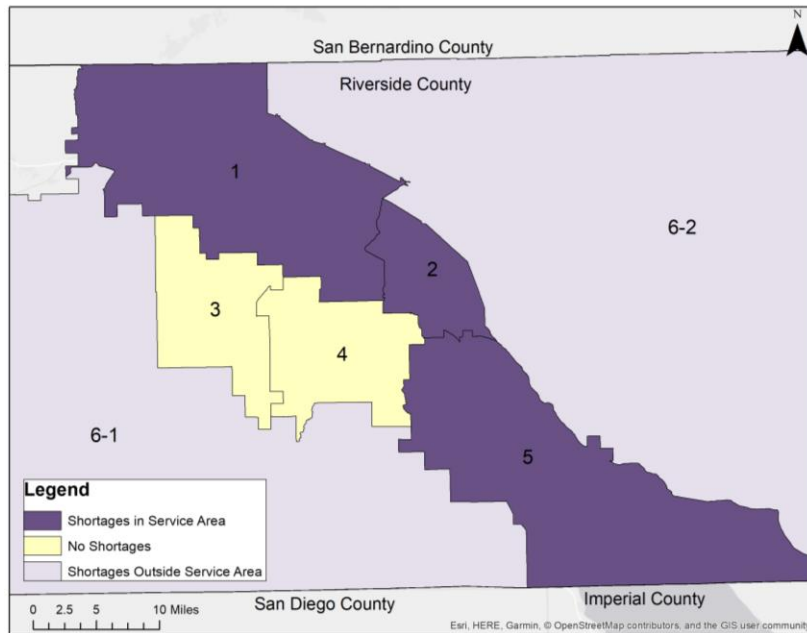 N
San Bernardino County
Riverside County
1
6-2
2
3
4
6-1
5
Legend
Shortages in Service Area
No Shortages
Shortages Outside Service Area
0 2.5 5 10 Miles
San Diego County
Imperial County
Esri, HERE, Garmin, © OpenStreetMap contributors, and the GIS user community